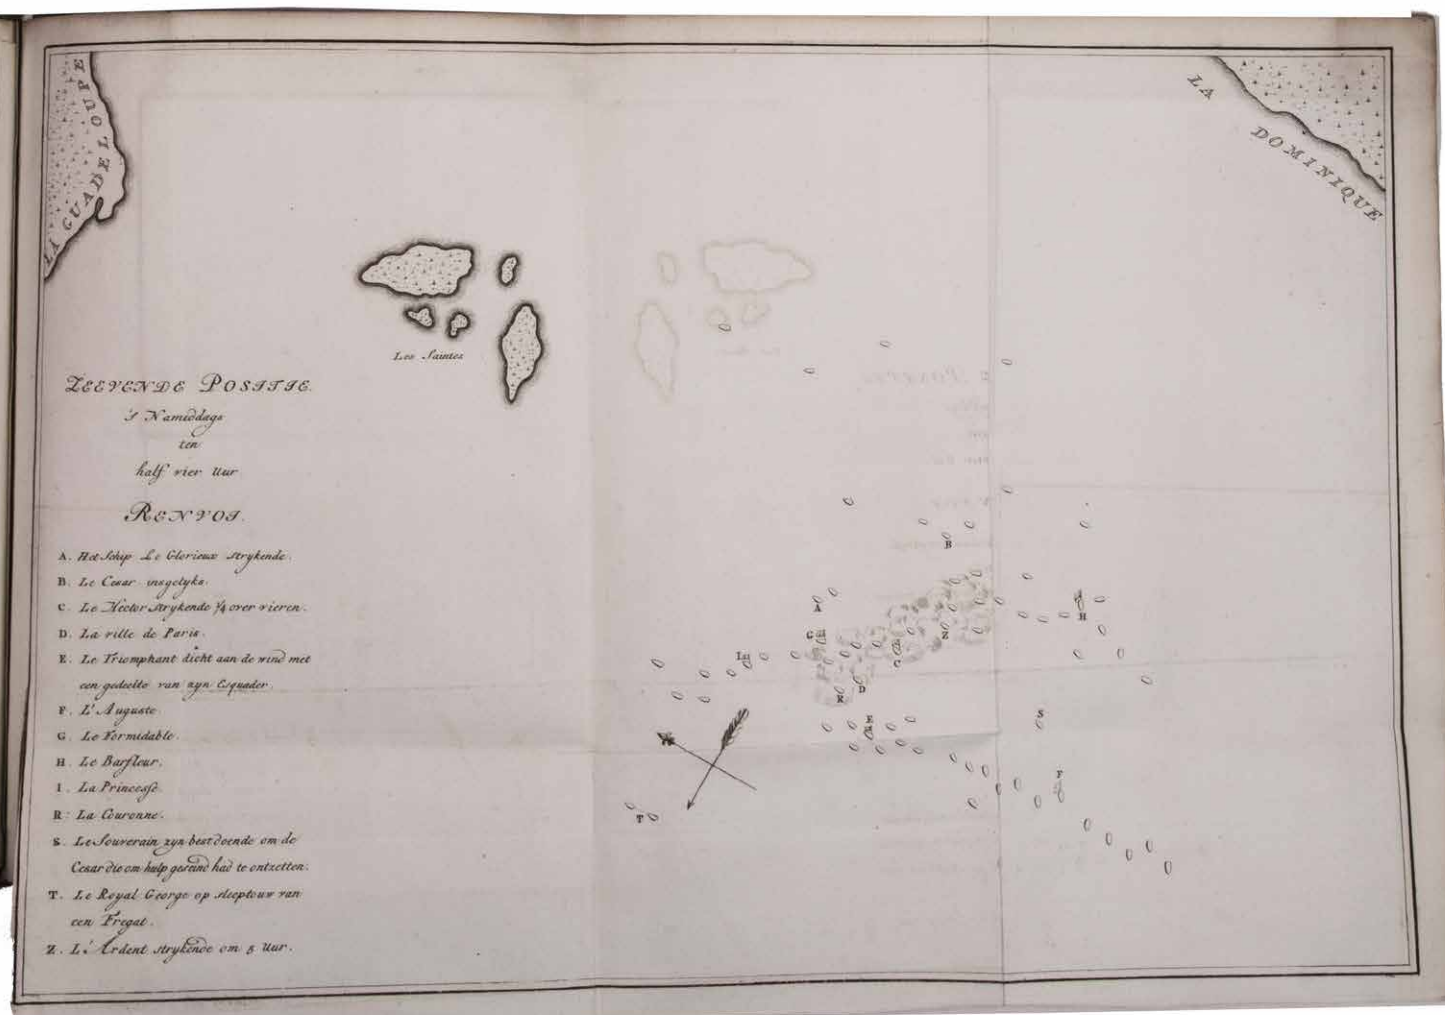 LA GUADELOUPE
LA
DOMINIQUE
Les Saintes
ZEEVENDE POSITIE.
's Namiddags
ten
half vier Uur
RENVOI.
A. Het Schip Le Glorieux strykende.
B. Le Cesar insgelyks.
C. Le Hector strykende ¼ over vieren.
D. La ville de Paris.
E. Le Triomphant dicht aan de wind met
een gedeelte van zyn Esquader.
F. L'Auguste.
G. Le Formidable.
H. Le Barfleur.
I. La Princesse
R. La Couronne.
S. Le Souverain zyn best doende om de
Cesar die om hulp geseind had te ontzetten.
T. Le Royal George op sleeptouw van
een Fregat.
Z. L'Ardent strykende om 5 Uur.
B
A
H
C
Z
G
D
R
E
S
F
T